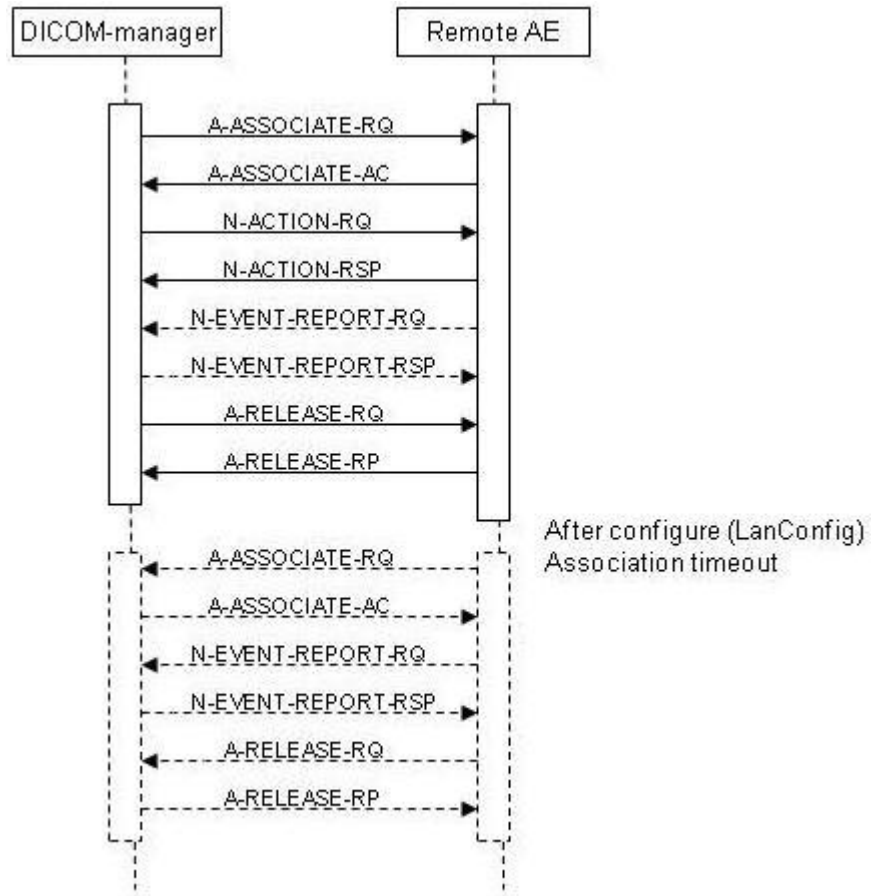 DICOM-manager
Remote AE
A-ASSOCIATE-RQ
A-ASSOCIATE-AC
N-ACTION-RQ
N-ACTION-RSP
N-EVENT-REPORT-RQ
N-EVENT-REPORT-RSP
A-RELEASE-RQ
A-RELEASE-RP
After configure (LanConfig)
Association timeout
A-ASSOCIATE-RQ
A-ASSOCIATE-AC
N-EVENT-REPORT-RQ
N-EVENT-REPORT-RSP
A-RELEASE-RQ
A-RELEASE-RP